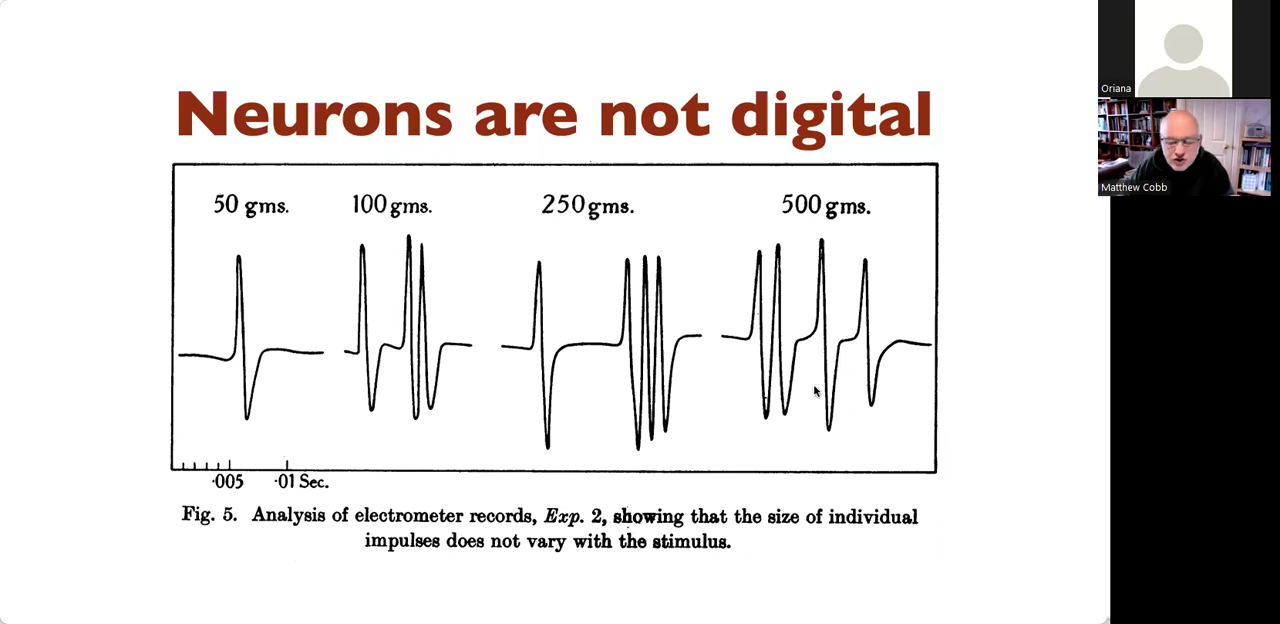 Neurons are not digital
50 gms. 100 gms. 250 gms. 500 gms.
·005 ·01 Sec.
Fig. 5. Analysis of electrometer records, Exp. 2, showing that the size of individual
impulses does not vary with the stimulus.
Oriana
Matthew Cobb